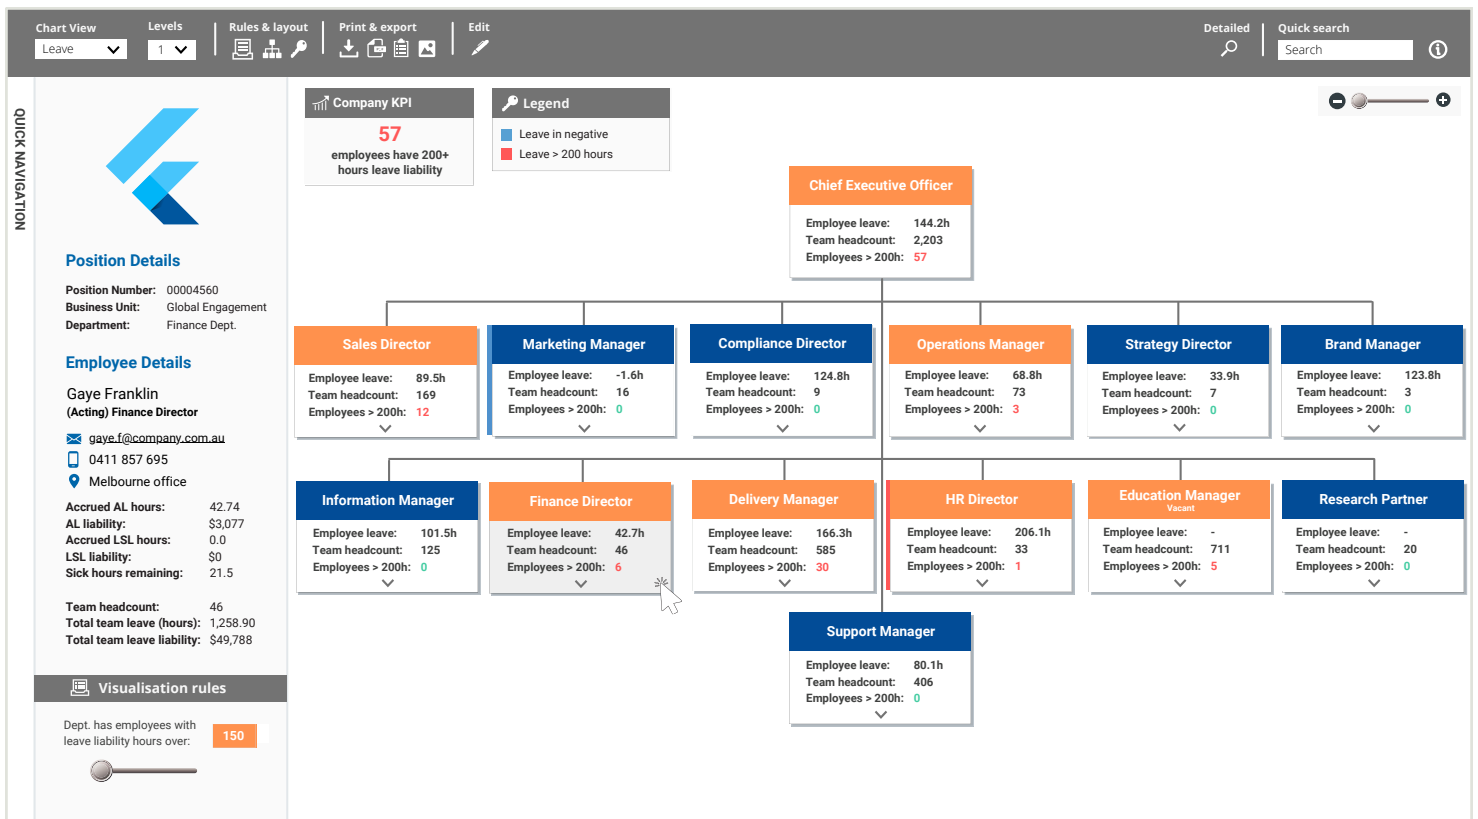 Chart View
Levels
Rules & layout
Print & export
Edit
Detailed
Quick search
Leave
1
Search
QUICK NAVIGATION
Position Details
Position Number: 00004560
Business Unit: Global Engagement
Department: Finance Dept.
Employee Details
Gaye Franklin
(Acting) Finance Director
gaye.f@company.com.au
0411 857 695
Melbourne office
Accrued AL hours: 42.74
AL liability: $3,077
Accrued LSL hours: 0.0
LSL liability: $0
Sick hours remaining: 21.5
Team headcount: 46
Total team leave (hours): 1,258.90
Total team leave liability: $49,788
Visualisation rules
Dept. has employees with
leave liability hours over:
150
Company KPI
57
employees have 200+
hours leave liability
Legend
Leave in negative
Leave > 200 hours
Chief Executive Officer
Employee leave: 144.2h
Team headcount: 2,203
Employees > 200h: 57
Sales Director
Employee leave: 89.5h
Team headcount: 169
Employees > 200h: 12
Marketing Manager
Employee leave: -1.6h
Team headcount: 16
Employees > 200h: 0
Compliance Director
Employee leave: 124.8h
Team headcount: 9
Employees > 200h: 0
Operations Manager
Employee leave: 68.8h
Team headcount: 73
Employees > 200h: 3
Strategy Director
Employee leave: 33.9h
Team headcount: 7
Employees > 200h: 0
Brand Manager
Employee leave: 123.8h
Team headcount: 3
Employees > 200h: 0
Information Manager
Employee leave: 101.5h
Team headcount: 125
Employees > 200h: 0
Finance Director
Employee leave: 42.7h
Team headcount: 46
Employees > 200h: 6
Delivery Manager
Employee leave: 166.3h
Team headcount: 585
Employees > 200h: 30
HR Director
Employee leave: 206.1h
Team headcount: 33
Employees > 200h: 1
Education Manager
Vacant
Employee leave: -
Team headcount: 711
Employees > 200h: 5
Research Partner
Employee leave: -
Team headcount: 20
Employees > 200h: 0
Support Manager
Employee leave: 80.1h
Team headcount: 406
Employees > 200h: 0